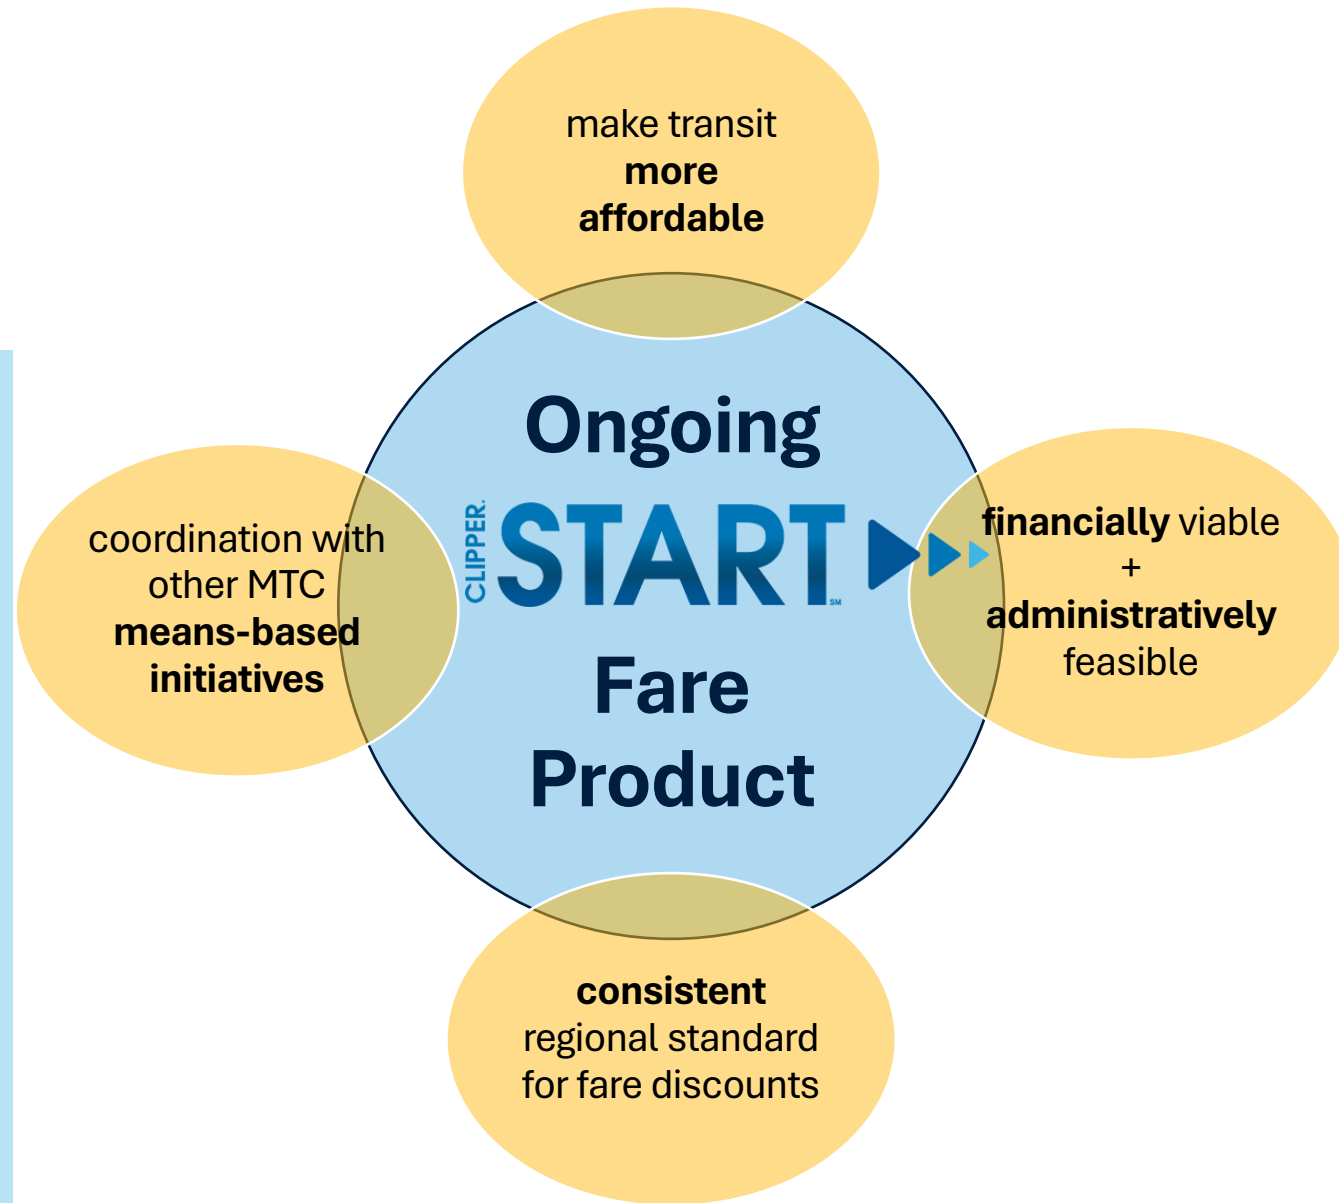 make transit
more
affordable
Ongoing
CLIPPER.
START SM
Fare
Product
coordination with
other MTC
means-based
initiatives
financially viable
+
administratively
feasible
consistent
regional standard
for fare discounts